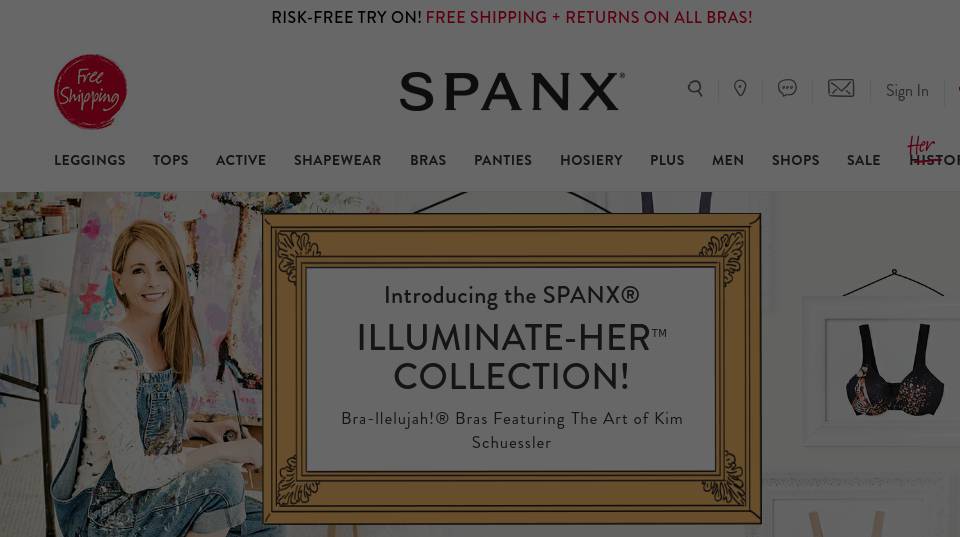 RISK-FREE TRY ON! FREE SHIPPING + RETURNS ON ALL BRAS!
Free
Shipping
SPANX®
Sign In
Her
LEGGINGS TOPS ACTIVE SHAPEWEAR BRAS PANTIES HOSIERY PLUS MEN SHOPS SALE HISTO
Introducing the SPANX®
ILLUMINATE-HER™
COLLECTION!
Bra-llelujah!® Bras Featuring The Art of Kim
Schuessler